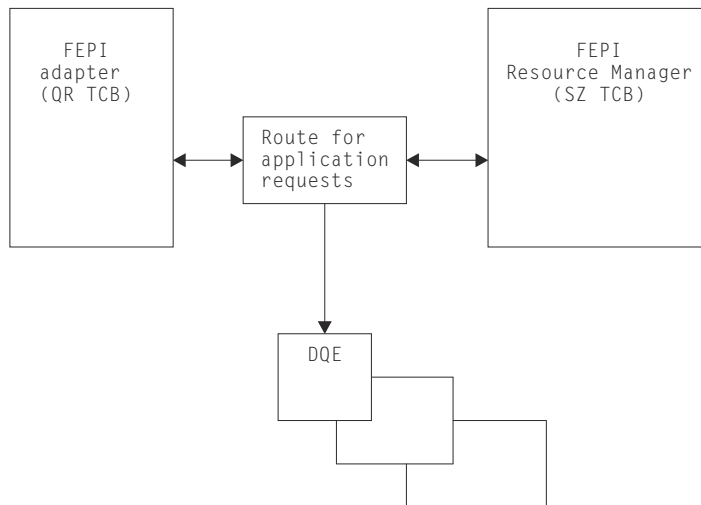 FEPI
adapter
(QR TCB)
FEPI
Resource Manager
(SZ TCB)
Route for
application
requests
DQE